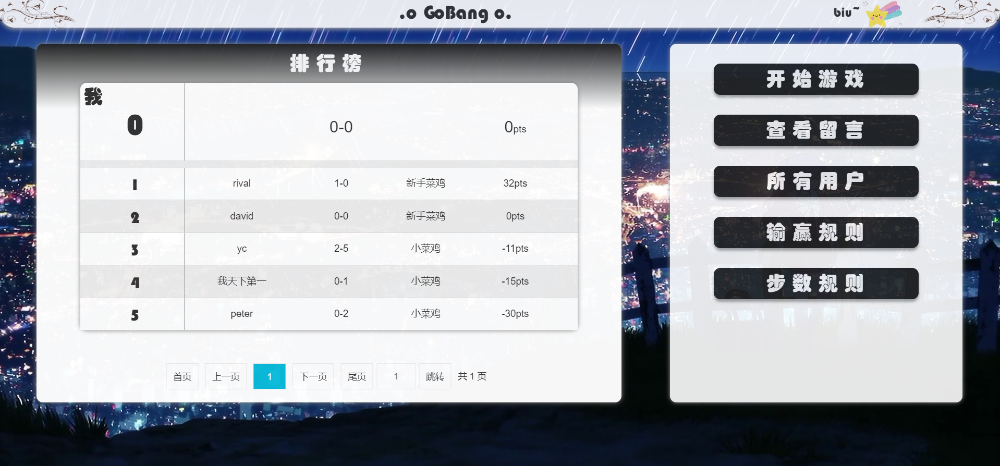 .o GoBang o.
biu~
排行榜
我
0 0-0 0pts
1 rival 1-0 新手菜鸡 32pts
2 david 0-0 新手菜鸡 0pts
3 yc 2-5 小菜鸡 -11pts
4 我天下第一 0-1 小菜鸡 -15pts
5 peter 0-2 小菜鸡 -30pts
首页 上一页 1 下一页 尾页 1 跳转 共 1 页
开始游戏
查看留言
所有用户
输赢规则
步数规则